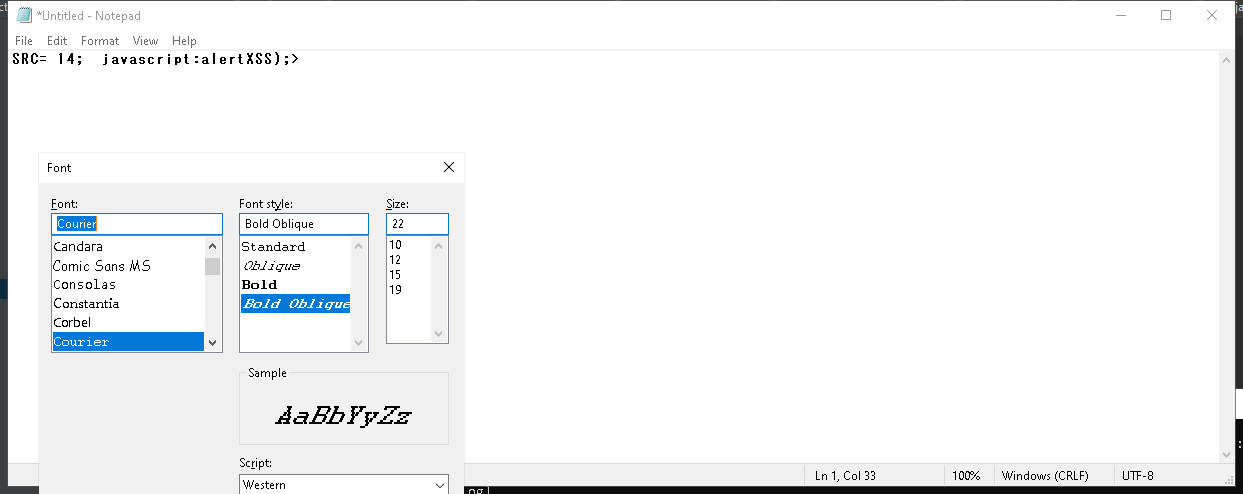 *Untitled - Notepad
File Edit Format View Help
SRC= 14;  javascript:alertXSS);>
Font
Font: Font style: Size:
Courier Bold Oblique 22
Candara Standard 10
Comic Sans MS Oblique 12
Consolas Bold 15
Constantia Bold Oblique 19
Corbel
Courier
Sample
AaBbYyZz
Script:
Western
Ln 1, Col 33 100% Windows (CRLF) UTF-8